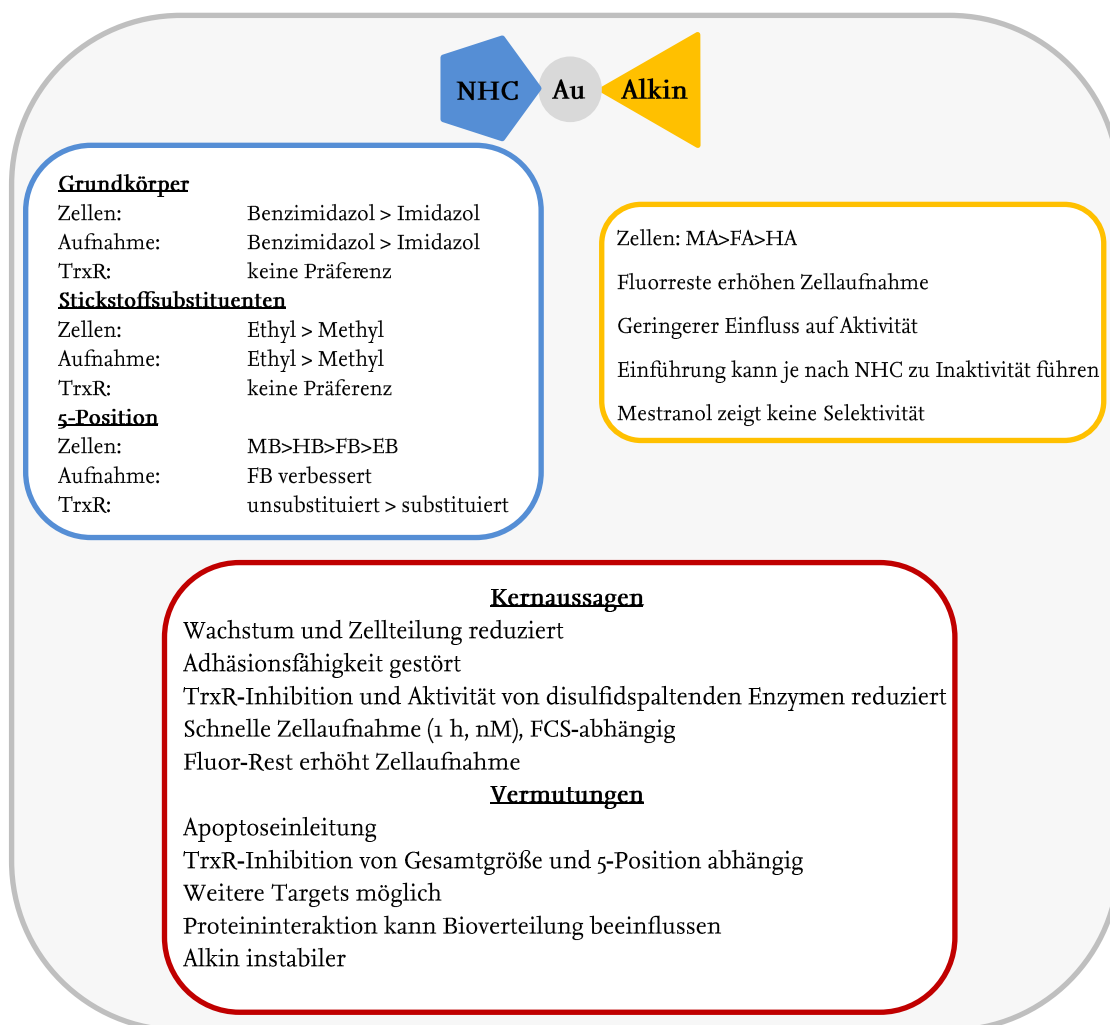 NHC Au Alkin
Grundkörper
Zellen: Benzimidazol > Imidazol
Aufnahme: Benzimidazol > Imidazol
TrxR: keine Präferenz
Stickstoffsubstituenten
Zellen: Ethyl > Methyl
Aufnahme: Ethyl > Methyl
TrxR: keine Präferenz
5-Position
Zellen: MB>HB>FB>EB
Aufnahme: FB verbessert
TrxR: unsubstituiert > substituiert
Zellen: MA>FA>HA
Fluorreste erhöhen Zellaufnahme
Geringerer Einfluss auf Aktivität
Einführung kann je nach NHC zu Inaktivität führen
Mestranol zeigt keine Selektivität
Kernaussagen
Wachstum und Zellteilung reduziert
Adhäsionsfähigkeit gestört
TrxR-Inhibition und Aktivität von disulfidspaltenden Enzymen reduziert
Schnelle Zellaufnahme (1 h, nM), FCS-abhängig
Fluor-Rest erhöht Zellaufnahme
Vermutungen
Apoptoseinleitung
TrxR-Inhibition von Gesamtgröße und 5-Position abhängig
Weitere Targets möglich
Proteininteraktion kann Bioverteilung beeinflussen
Alkin instabiler